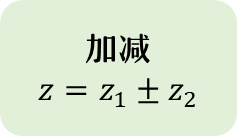 加减
z = z₁ ± z₂